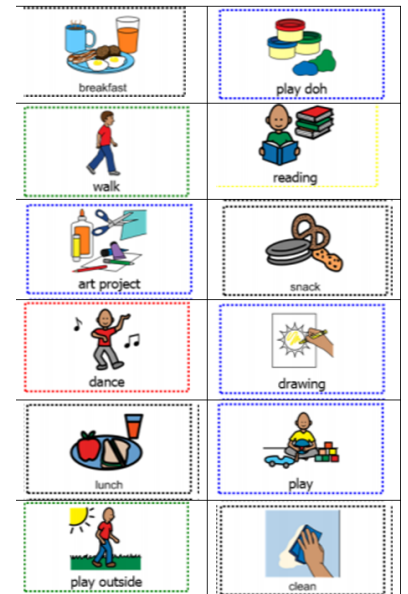 breakfast
play doh
walk
reading
art project
snack
dance
drawing
lunch
play
play outside
clean